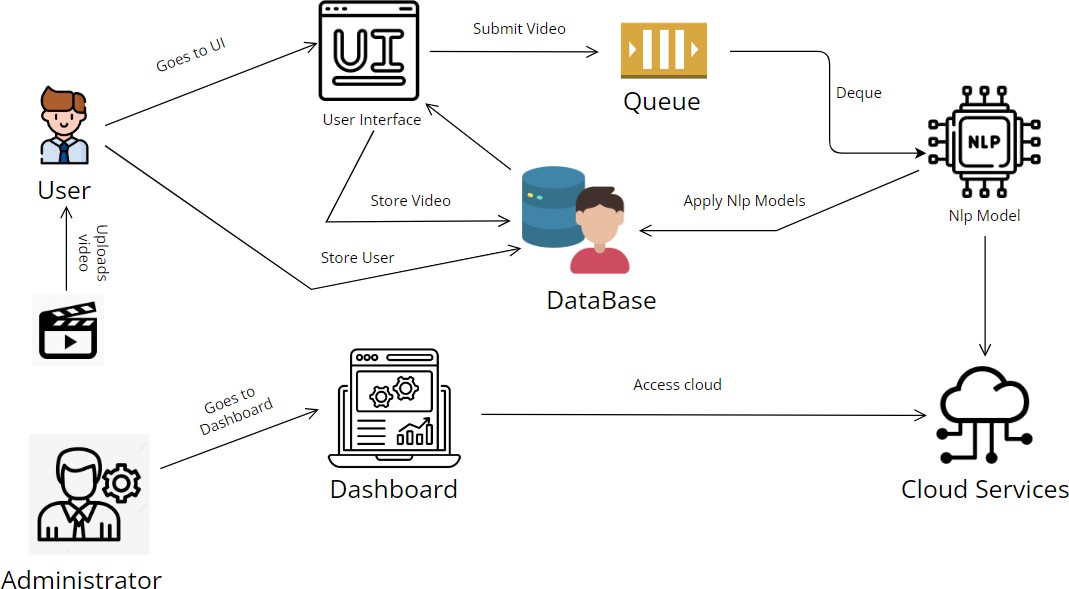 Goes to UI
UI
Submit Video
Queue
Deque
NLP
Nlp Model
User Interface
User
Uploads
video
Store Video
Store User
Apply Nlp Models
DataBase
Goes to
Dashboard
Dashboard
Access cloud
Cloud Services
Administrator